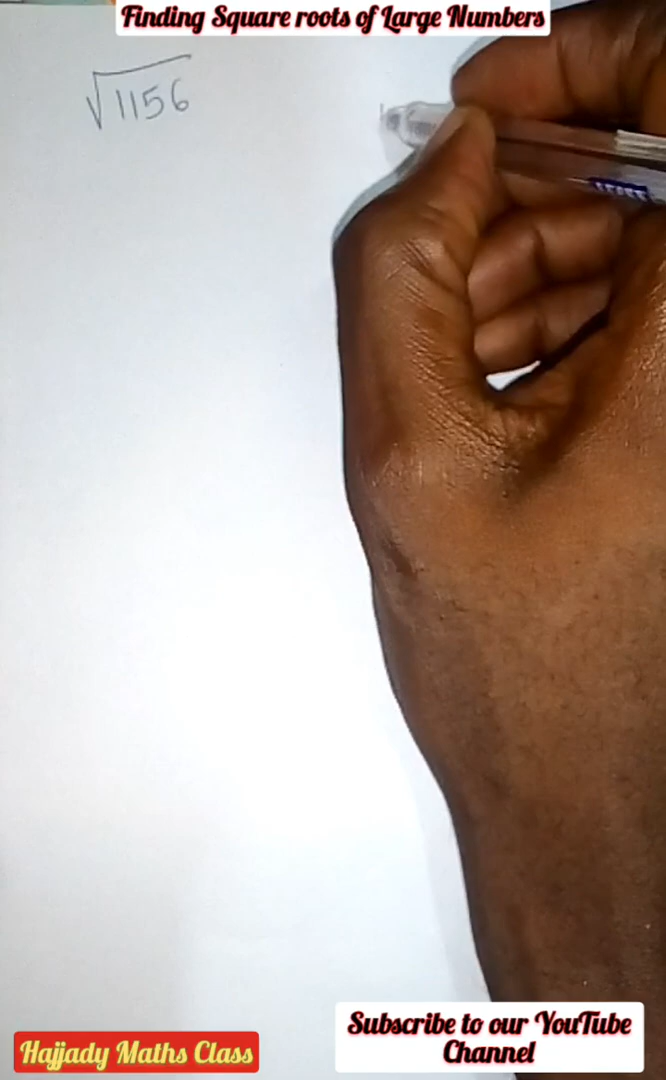 Finding Square roots of Large Numbers
√1156
Subscribe to our YouTube
Channel
Hajjady Maths Class